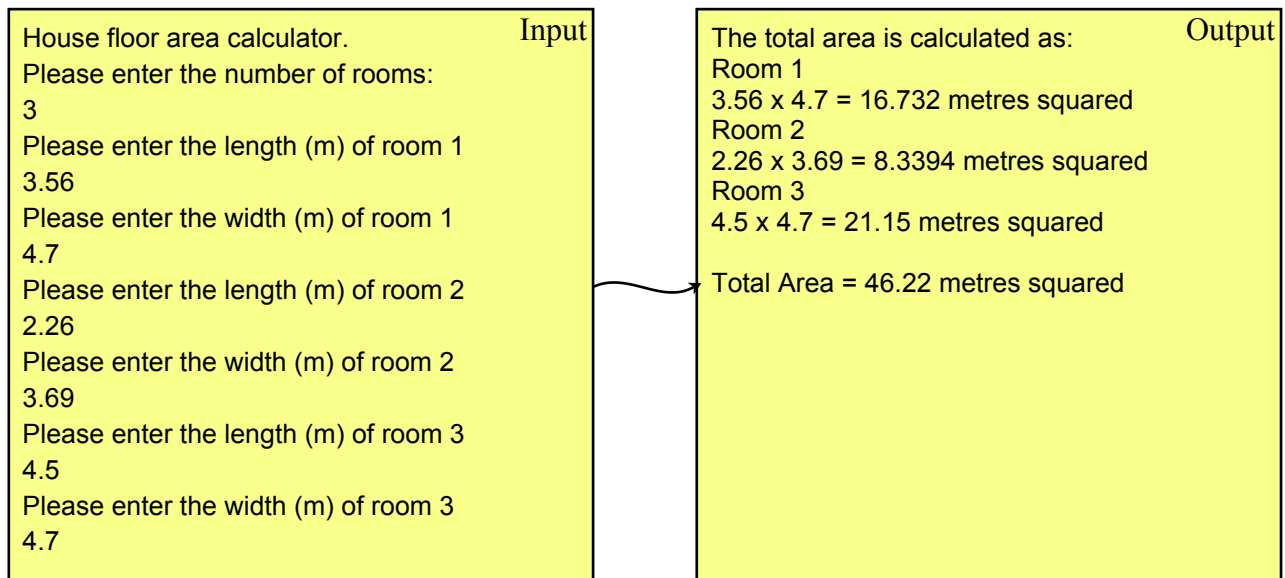 Input
House floor area calculator.
Please enter the number of rooms:
3
Please enter the length (m) of room 1
3.56
Please enter the width (m) of room 1
4.7
Please enter the length (m) of room 2
2.26
Please enter the width (m) of room 2
3.69
Please enter the length (m) of room 3
4.5
Please enter the width (m) of room 3
4.7
Output
The total area is calculated as:
Room 1
3.56 x 4.7 = 16.732 metres squared
Room 2
2.26 x 3.69 = 8.3394 metres squared
Room 3
4.5 x 4.7 = 21.15 metres squared
Total Area = 46.22 metres squared